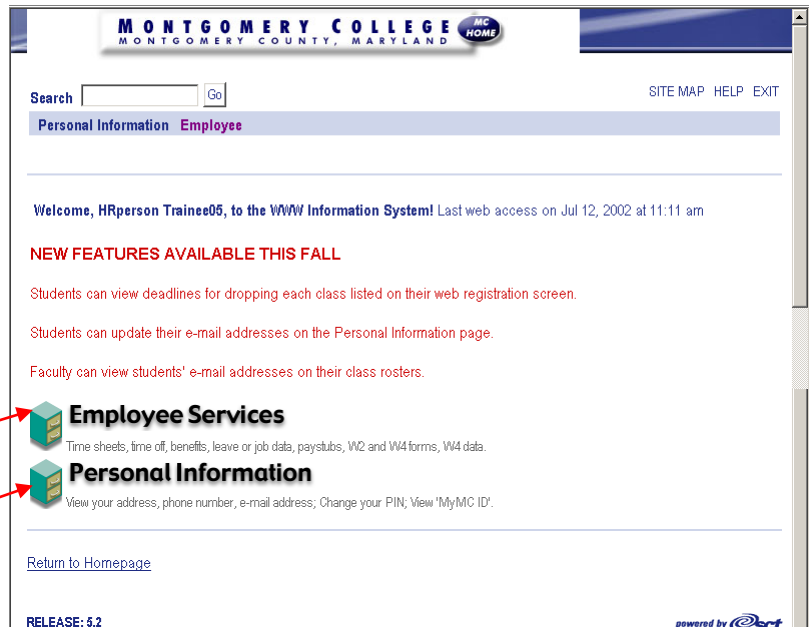 MONTGOMERY COLLEGE MC HOME
MONTGOMERY COUNTY, MARYLAND
Search Go SITE MAP HELP EXIT
Personal Information Employee
Welcome, HRperson Trainee05, to the WWW Information System! Last web access on Jul 12, 2002 at 11:11 am
NEW FEATURES AVAILABLE THIS FALL
Students can view deadlines for dropping each class listed on their web registration screen.
Students can update their e-mail addresses on the Personal Information page.
Faculty can view students' e-mail addresses on their class rosters.
Employee Services
Time sheets, time off, benefits, leave or job data, paystubs, W2 and W4 forms, W4 data.
Personal Information
View your address, phone number, e-mail address; Change your PIN; View 'MyMC ID'.
Return to Homepage
RELEASE: 5.2 powered by sct